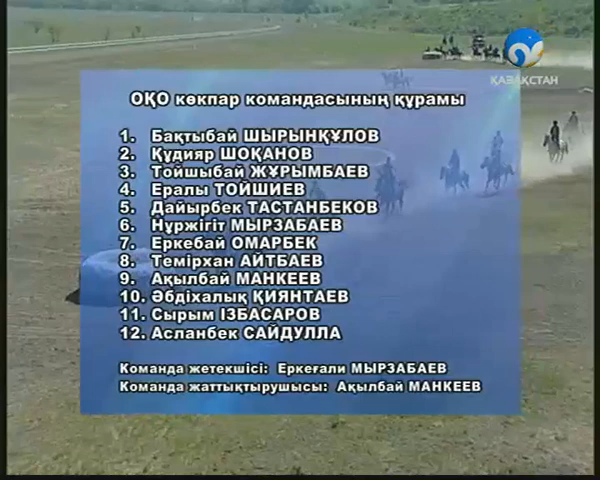 ҚАЗАҚСТАН
ОҚО көкпар командасының құрамы
1. Бақтыбай ШЫРЫНҚҰЛОВ
2. Құдияр ШОҚАНОВ
3. Тойшыбай ЖҰРЫМБАЕВ
4. Ералы ТОЙШИЕВ
5. Дайырбек ТАСТАНБЕКОВ
6. Нұржігіт МЫРЗАБАЕВ
7. Еркебай ОМАРБЕК
8. Темірхан АЙТБАЕВ
9. Ақылбай МАНКЕЕВ
10. Әбдіхалық ҚИЯНТАЕВ
11. Сырым ІЗБАСАРОВ
12. Асланбек САЙДУЛЛА
Команда жетекшісі: Еркеғали МЫРЗАБАЕВ
Команда жаттықтырушысы: Ақылбай МАНКЕЕВ